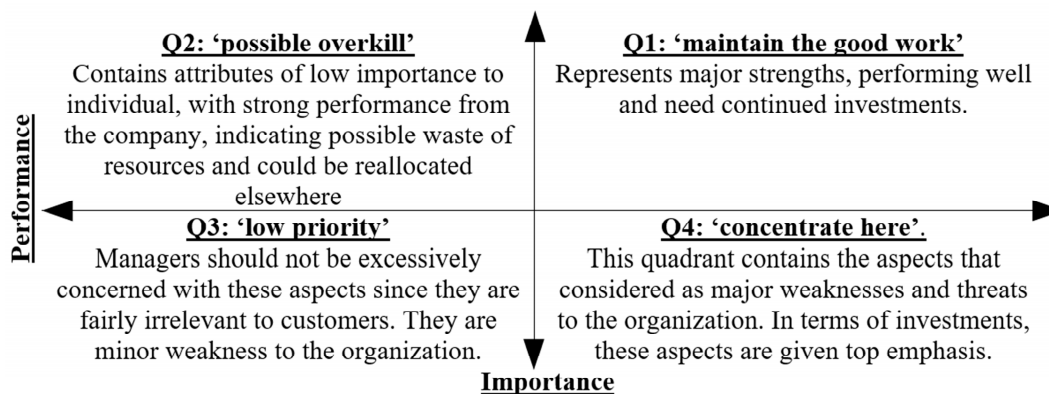 Q2: ‘possible overkill’
Contains attributes of low importance to
individual, with strong performance from
the company, indicating possible waste of
resources and could be reallocated
elsewhere
Q1: ‘maintain the good work’
Represents major strengths, performing well
and need continued investments.
Performance
Q3: ‘low priority’
Managers should not be excessively
concerned with these aspects since they are
fairly irrelevant to customers. They are
minor weakness to the organization.
Q4: ‘concentrate here’.
This quadrant contains the aspects that
considered as major weaknesses and threats
to the organization. In terms of investments,
these aspects are given top emphasis.
Importance